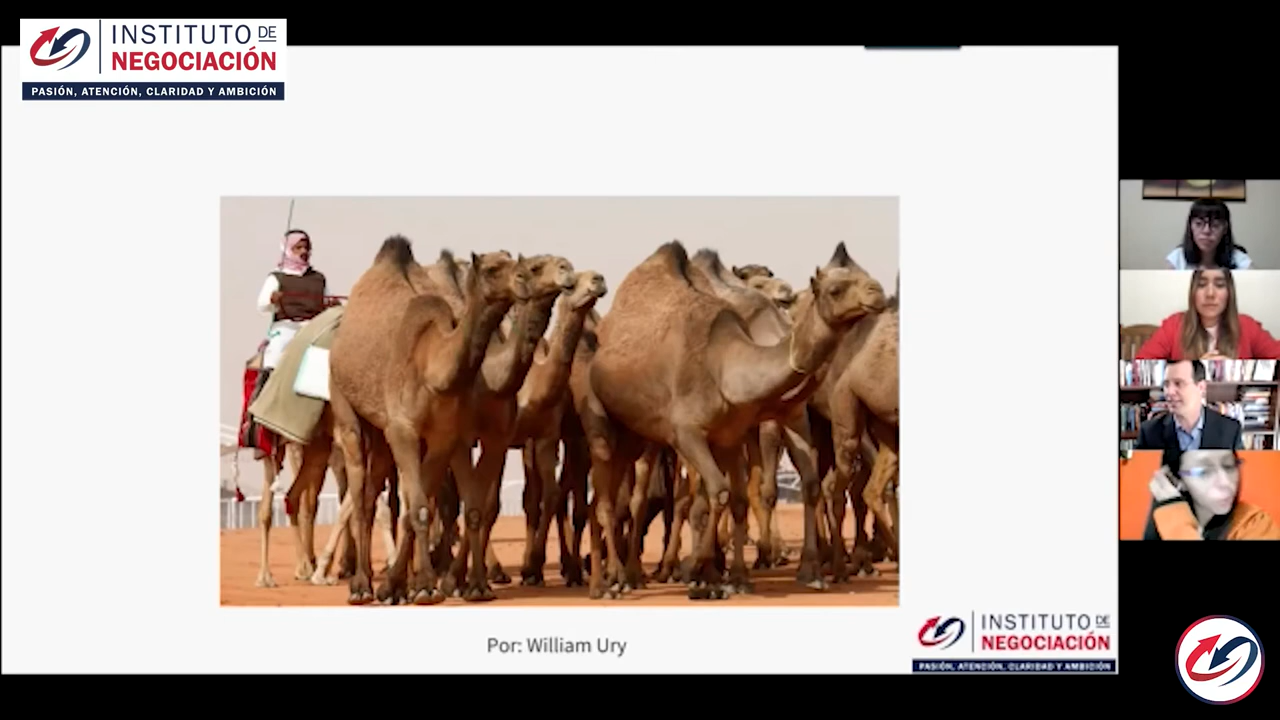 INSTITUTO DE
NEGOCIACIÓN
PASIÓN, ATENCIÓN, CLARIDAD Y AMBICIÓN
Por: William Ury
INSTITUTO DE
NEGOCIACIÓN
PASIÓN, ATENCIÓN, CLARIDAD Y AMBICIÓN